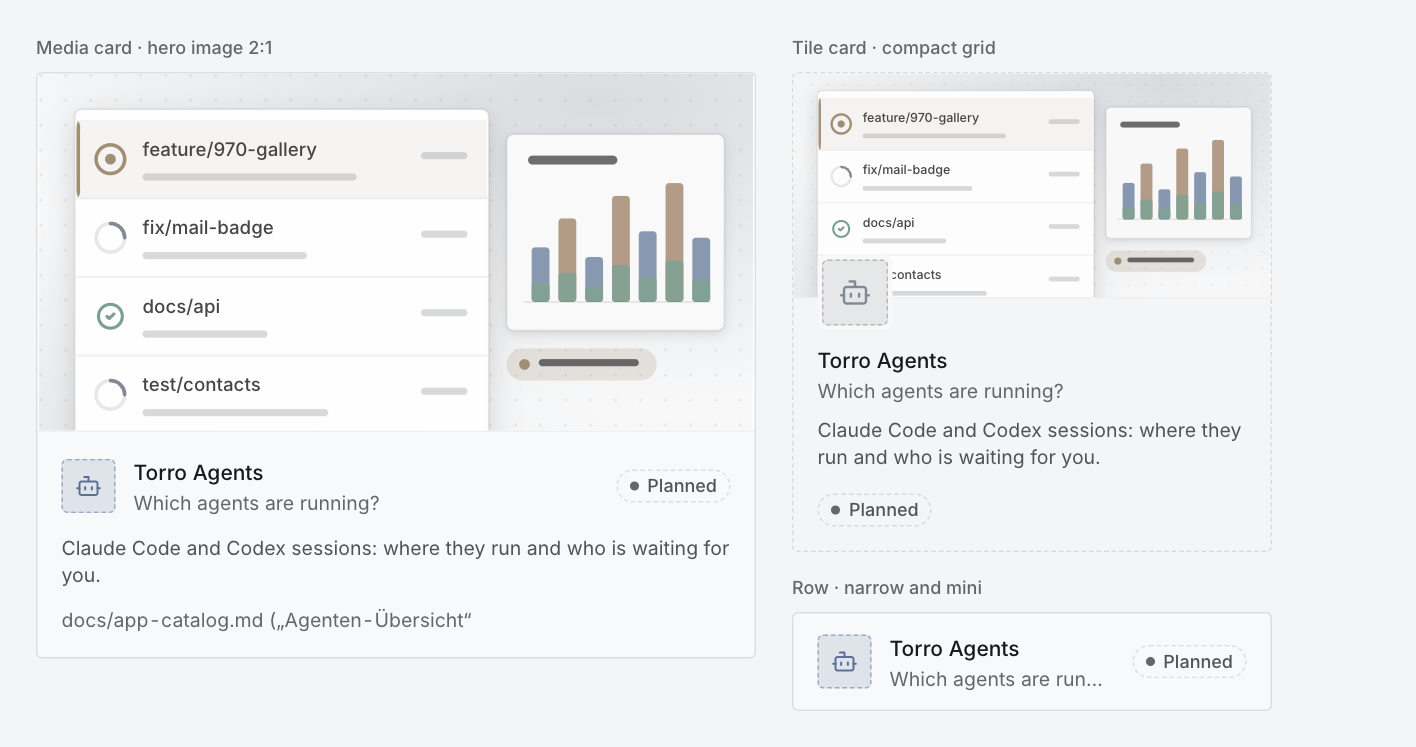 Media card · hero image 2:1
feature/970-gallery
fix/mail-badge
docs/api
test/contacts
Torro Agents
Which agents are running?
Planned
Claude Code and Codex sessions: where they run and who is waiting for
you.
docs/app-catalog.md („Agenten-Übersicht“
Tile card · compact grid
feature/970-gallery
fix/mail-badge
docs/api
contacts
Torro Agents
Which agents are running?
Claude Code and Codex sessions: where they
run and who is waiting for you.
Planned
Row · narrow and mini
Torro Agents
Which agents are run...
Planned